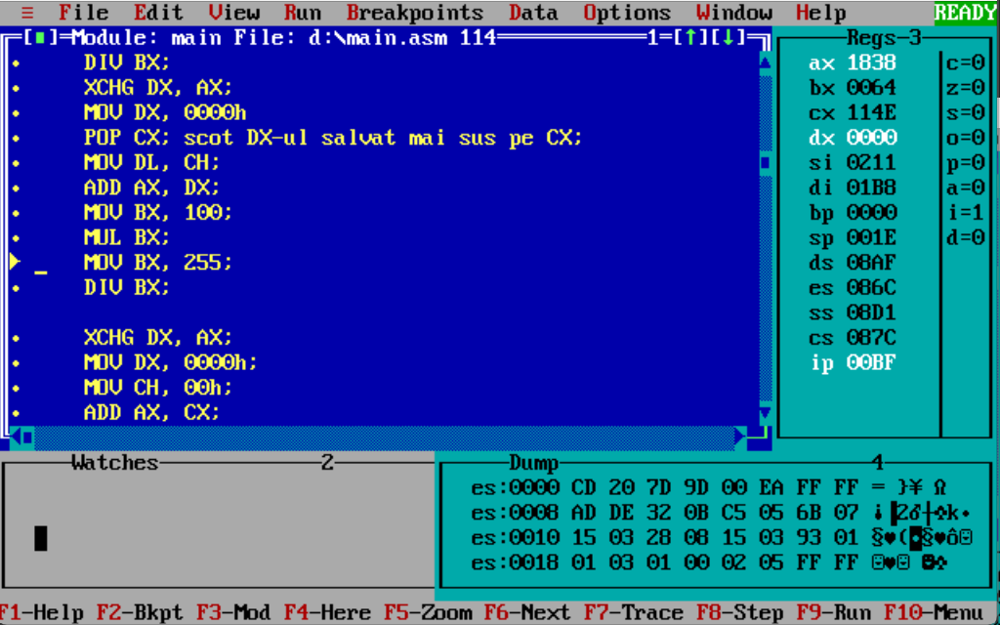 ≡ File Edit View Run Breakpoints Data Options Window Help READY
[■]=Module: main File: d:\main.asm 114 1=[↑][↓]
DIV BX;
XCHG DX, AX;
MOV DX, 0000h
POP CX; scot DX-ul salvat mai sus pe CX;
MOV DL, CH;
ADD AX, DX;
MOV BX, 100;
MUL BX;
MOV BX, 255;
DIV BX;
XCHG DX, AX;
MOV DX, 0000h;
MOV CH, 00h;
ADD AX, CX;
Regs-3
ax 1838 c=0
bx 0064 z=0
cx 114E s=0
dx 0000 o=0
si 0211 p=0
di 01B8 a=0
bp 0000 i=1
sp 001E d=0
ds 08AF
es 086C
ss 08D1
cs 087C
ip 00BF
Watches 2
Dump 4
es:0000 CD 20 7D 9D 00 EA FF FF = }¥ Ω
es:0008 AD DE 32 0B C5 05 6B 07 ¡▐2♂┼♣k•
es:0010 15 03 28 08 15 03 93 01 §♥(◘§♥ô☺
es:0018 01 03 01 00 02 05 FF FF ☺♥☺ ☻♣
F1-Help F2-Bkpt F3-Mod F4-Here F5-Zoom F6-Next F7-Trace F8-Step F9-Run F10-Menu